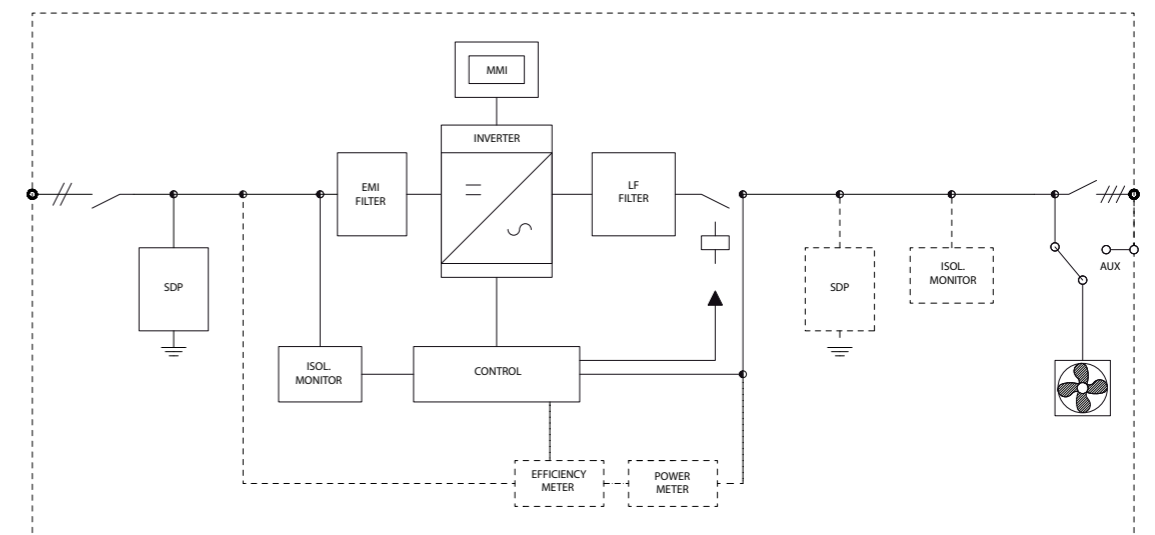 MMI
INVERTER
EMI
FILTER
LF
FILTER
SDP
SDP
ISOL.
MONITOR
AUX
ISOL.
MONITOR
CONTROL
EFFICIENCY
METER
POWER
METER